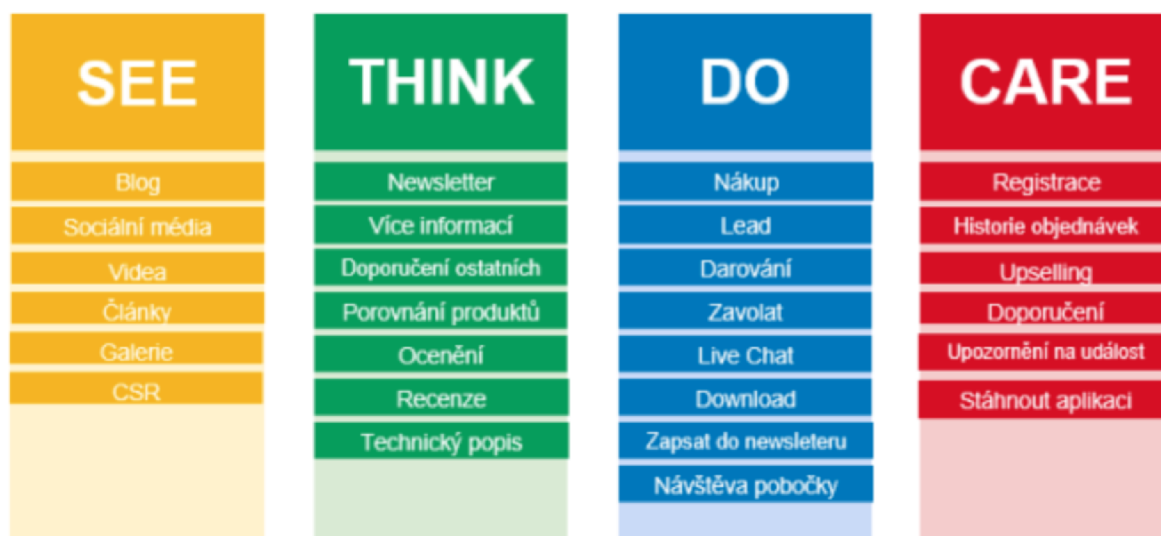 SEE
Blog
Sociální média
Videa
Články
Galerie
CSR
THINK
Newsletter
Více informací
Doporučení ostatních
Porovnání produktů
Ocenění
Recenze
Technický popis
DO
Nákup
Lead
Darování
Zavolat
Live Chat
Download
Zapsat do newsleteru
Návštěva pobočky
CARE
Registrace
Historie objednávek
Upselling
Doporučení
Upozornění na událost
Stáhnout aplikaci